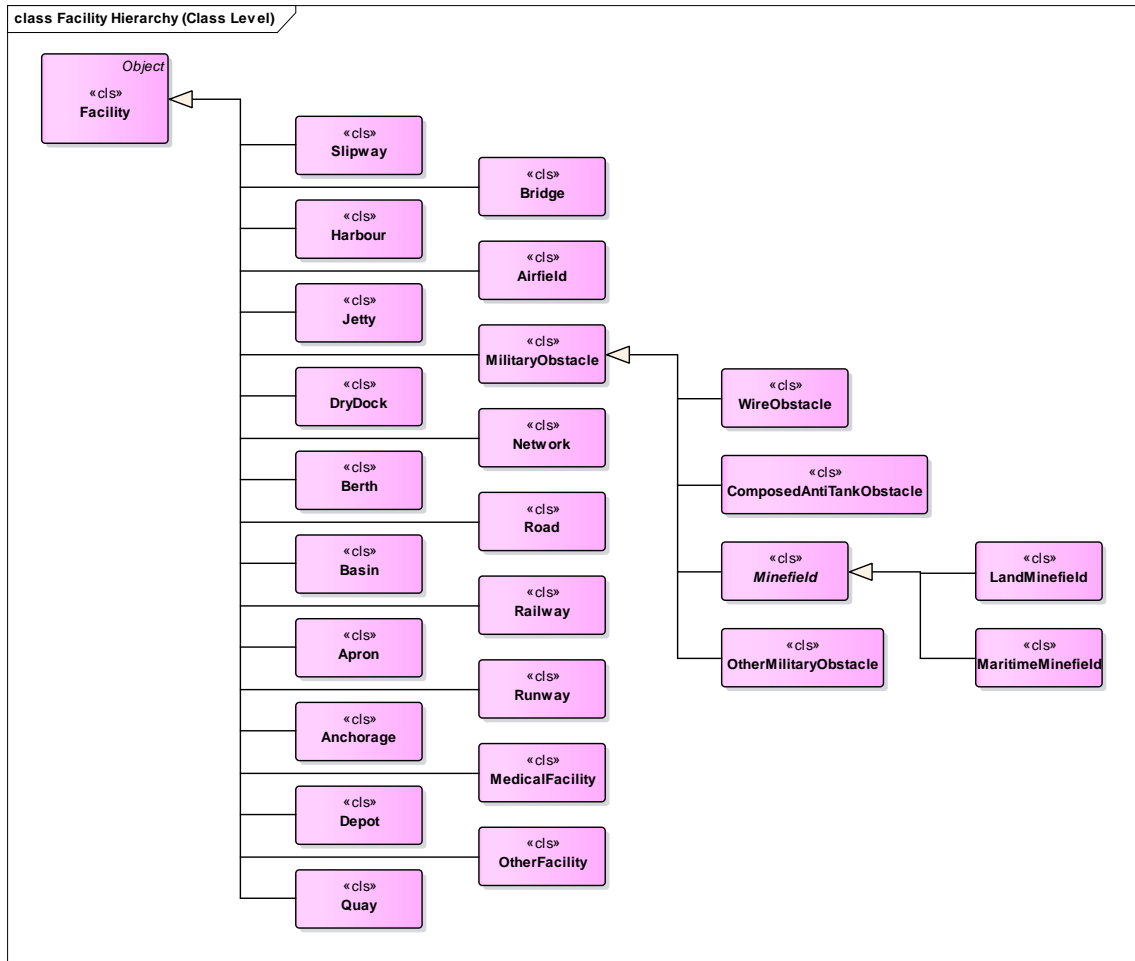 class Facility Hierarchy (Class Level)
Object
«cls»
Facility
«cls»
Slipway
«cls»
Bridge
«cls»
Harbour
«cls»
Airfield
«cls»
Jetty
«cls»
MilitaryObstacle
«cls»
WireObstacle
«cls»
DryDock
«cls»
Network
«cls»
Berth
«cls»
ComposedAntiTankObstacle
«cls»
Road
«cls»
Basin
«cls»
Minefield
«cls»
LandMinefield
«cls»
Railway
«cls»
Apron
«cls»
OtherMilitaryObstacle
«cls»
MaritimeMinefield
«cls»
Runway
«cls»
Anchorage
«cls»
MedicalFacility
«cls»
Depot
«cls»
OtherFacility
«cls»
Quay